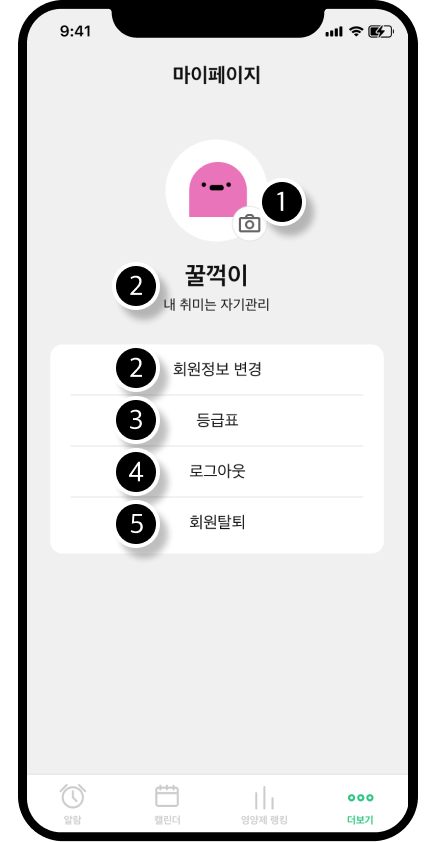 9:41
마이페이지
1
2
꿀꺽이
내 취미는 자기관리
2 회원정보 변경
3 등급표
4 로그아웃
5 회원탈퇴
알람 캘린더 영양제 랭킹 더보기